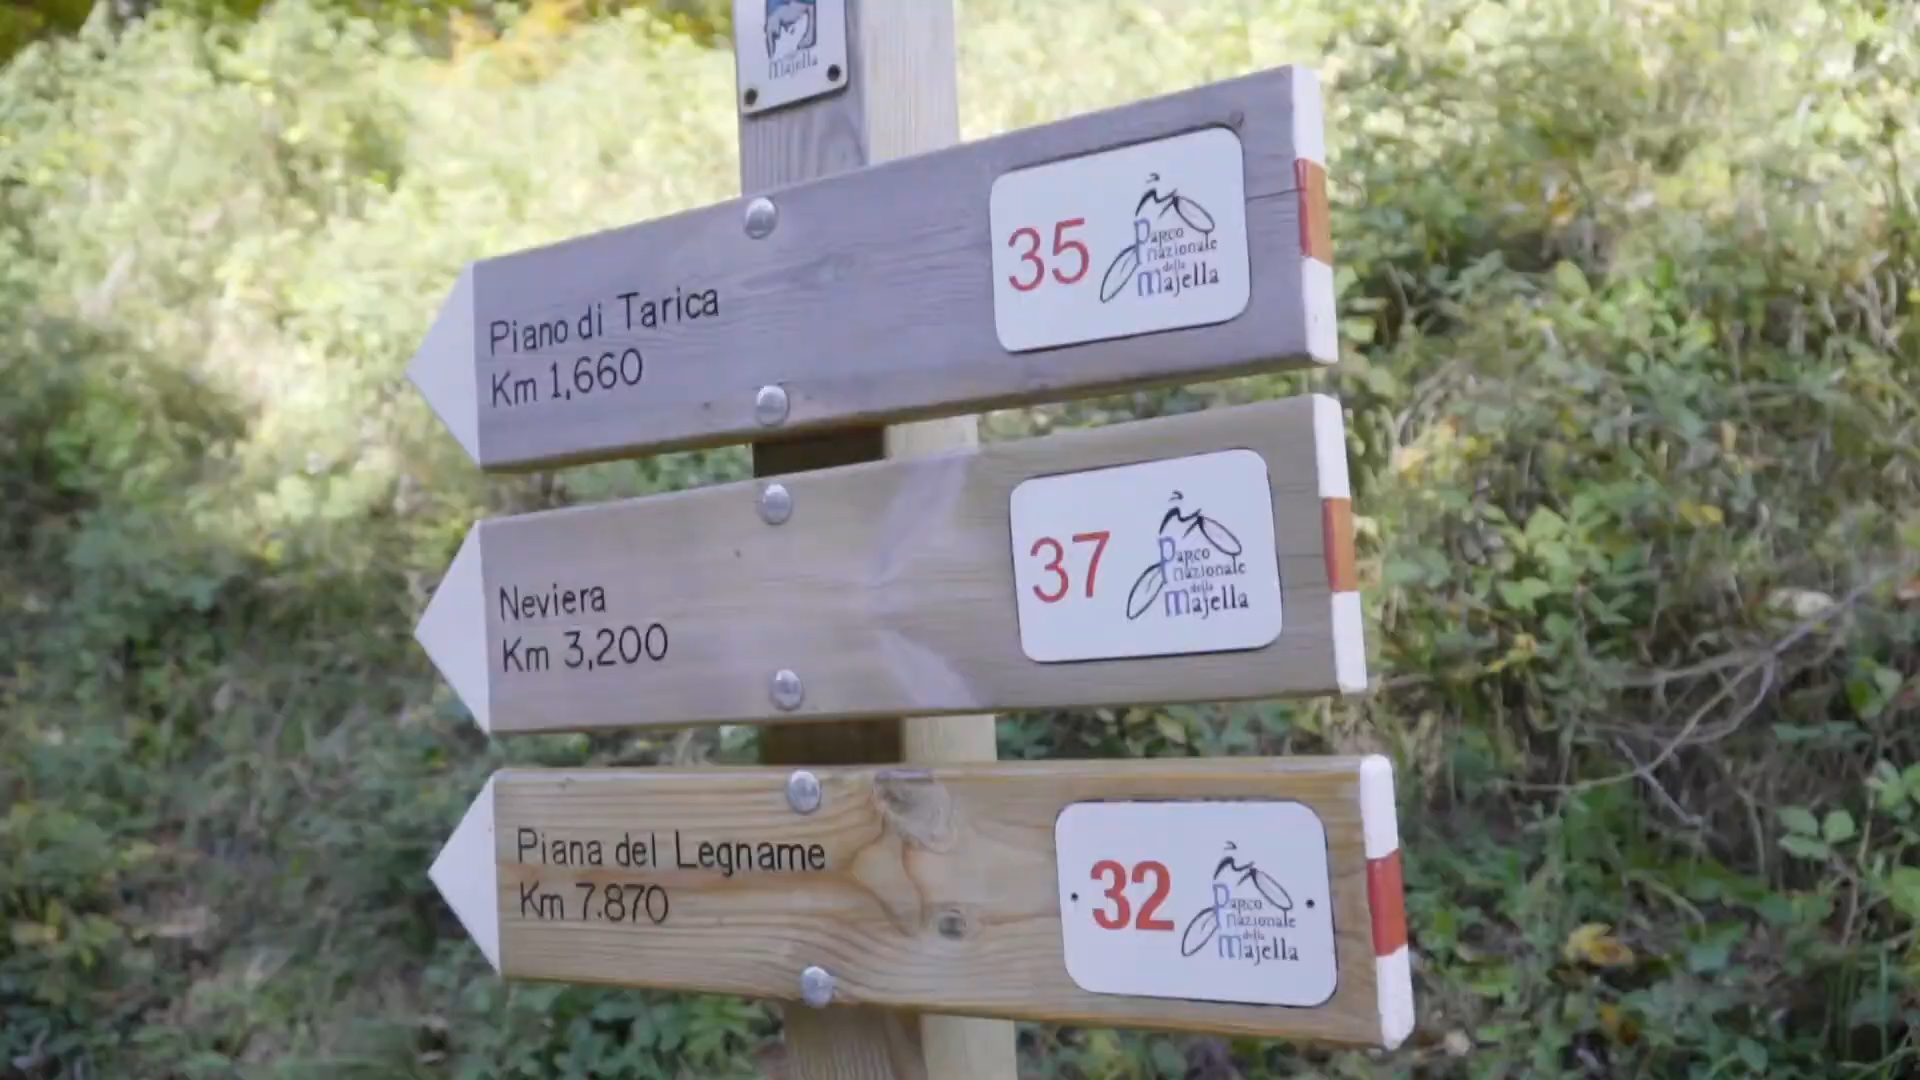 Majella
Piano di Tarica
Km 1,660
35
Parco
nazionale
della
Majella
Neviera
Km 3,200
37
Parco
nazionale
della
Majella
Piana del Legname
Km 7.870
32
Parco
nazionale
della
Majella